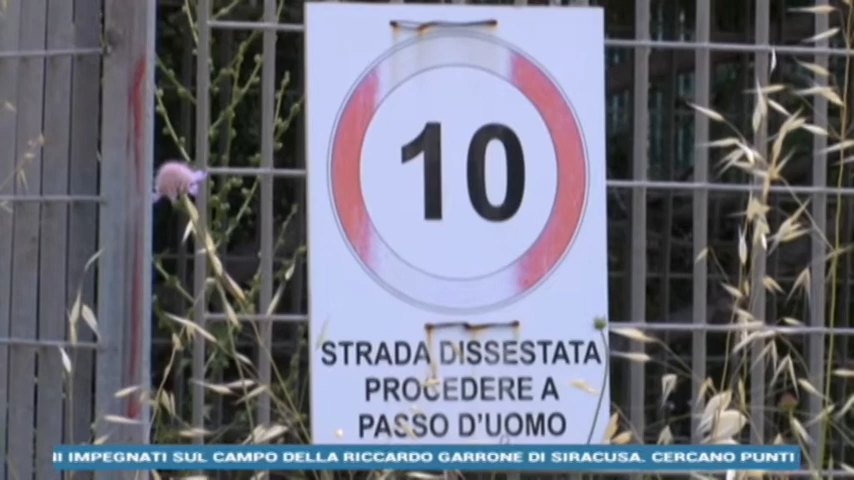 10
STRADA DISSESTATA
PROCEDERE A
PASSO D'UOMO
IMPEGNATI SUL CAMPO DELLA RICCARDO GARRONE DI SIRACUSA. CERCANO PUNTI